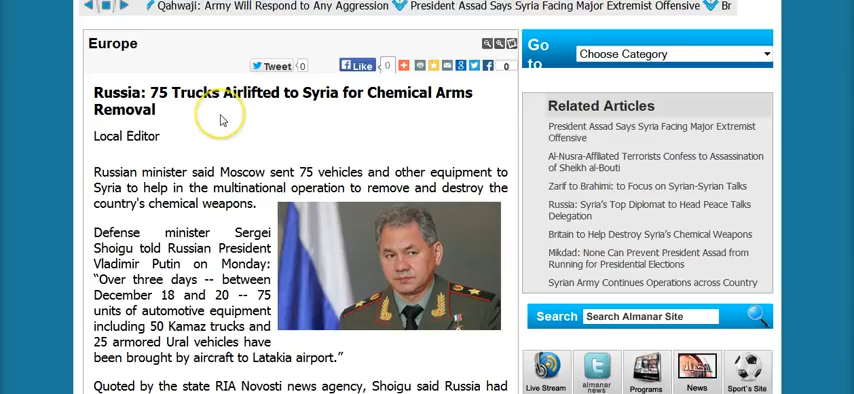 Qahwaji: Army Will Respond to Any Aggression President Assad Says Syria Facing Major Extremist Offensive Br
Europe
Tweet 0
Like 0
0
Go to
Choose Category
Russia: 75 Trucks Airlifted to Syria for Chemical Arms
Removal
Local Editor
Russian minister said Moscow sent 75 vehicles and other equipment to
Syria to help in the multinational operation to remove and destroy the
country's chemical weapons.
Defense minister Sergei
Shoigu told Russian President
Vladimir Putin on Monday:
“Over three days -- between
December 18 and 20 -- 75
units of automotive equipment
including 50 Kamaz trucks and
25 armored Ural vehicles have
been brought by aircraft to Latakia airport.”
Quoted by the state RIA Novosti news agency, Shoigu said Russia had
Related Articles
President Assad Says Syria Facing Major Extremist
Offensive
Al-Nusra-Affiliated Terrorists Confess to Assassination
of Sheikh al-Bouti
Zarif to Brahimi: to Focus on Syrian-Syrian Talks
Russia: Syria’s Top Diplomat to Head Peace Talks
Delegation
Britain to Help Destroy Syria’s Chemical Weapons
Mikdad: None Can Prevent President Assad from
Running for Presidential Elections
Syrian Army Continues Operations across Country
Search Search Almanar Site
Live Stream
almanar news
Programs
News
Sport's Site